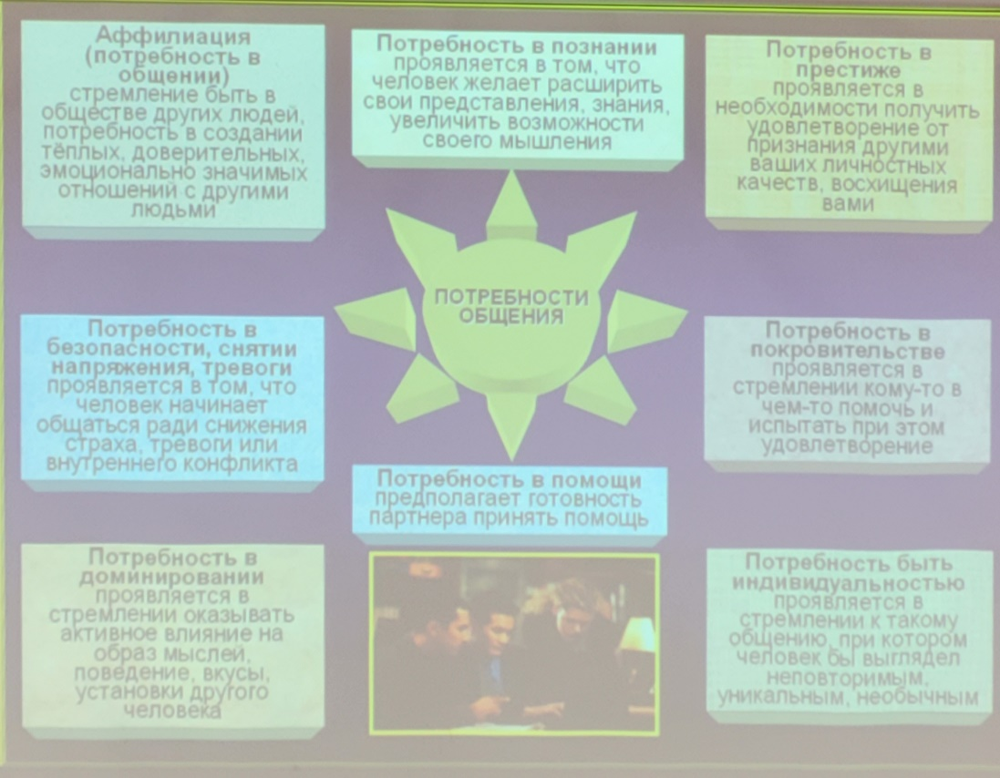 Аффилиация
(потребность в
общении)
стремление быть в
обществе других людей,
потребность в создании
тёплых, доверительных,
эмоционально значимых
отношений с другими
людьми
Потребность в познании
проявляется в том, что
человек желает расширить
свои представления, знания,
увеличить возможности
своего мышления
Потребность в
престиже
проявляется в
необходимости получить
удовлетворение от
признания другими
ваших личностных
качеств, восхищения
вами
ПОТРЕБНОСТИ
ОБЩЕНИЯ
Потребность в
безопасности, снятии
напряжения, тревоги
проявляется в том, что
человек начинает
общаться ради снижения
страха, тревоги или
внутреннего конфликта
Потребность в
покровительстве
проявляется в
стремлении кому-то в
чем-то помочь и
испытать при этом
удовлетворение
Потребность в помощи
предполагает готовность
партнера принять помощь
Потребность в
доминировании
проявляется в
стремлении оказывать
активное влияние на
образ мыслей,
поведение, вкусы,
установки другого
человека
Потребность быть
индивидуальностью
проявляется в
стремлении к такому
общению, при котором
человек бы выглядел
неповторимым,
уникальным, необычным